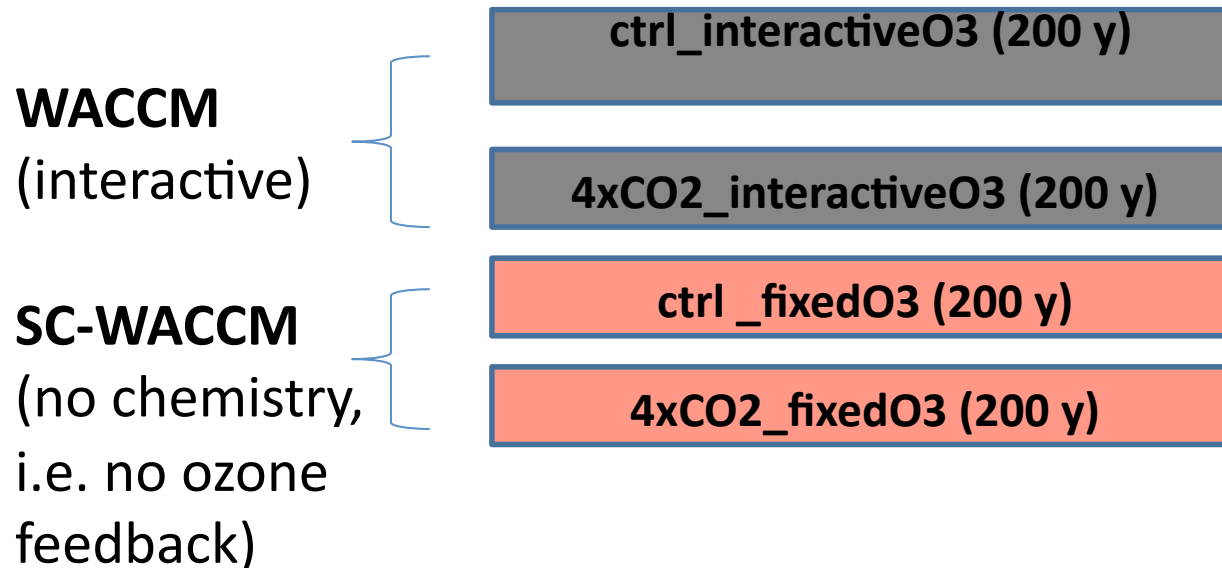 WACCM
(interactive)
ctrl_interactiveO3 (200 y)
4xCO2_interactiveO3 (200 y)
SC-WACCM
(no chemistry,
i.e. no ozone
feedback)
ctrl _fixedO3 (200 y)
4xCO2_fixedO3 (200 y)